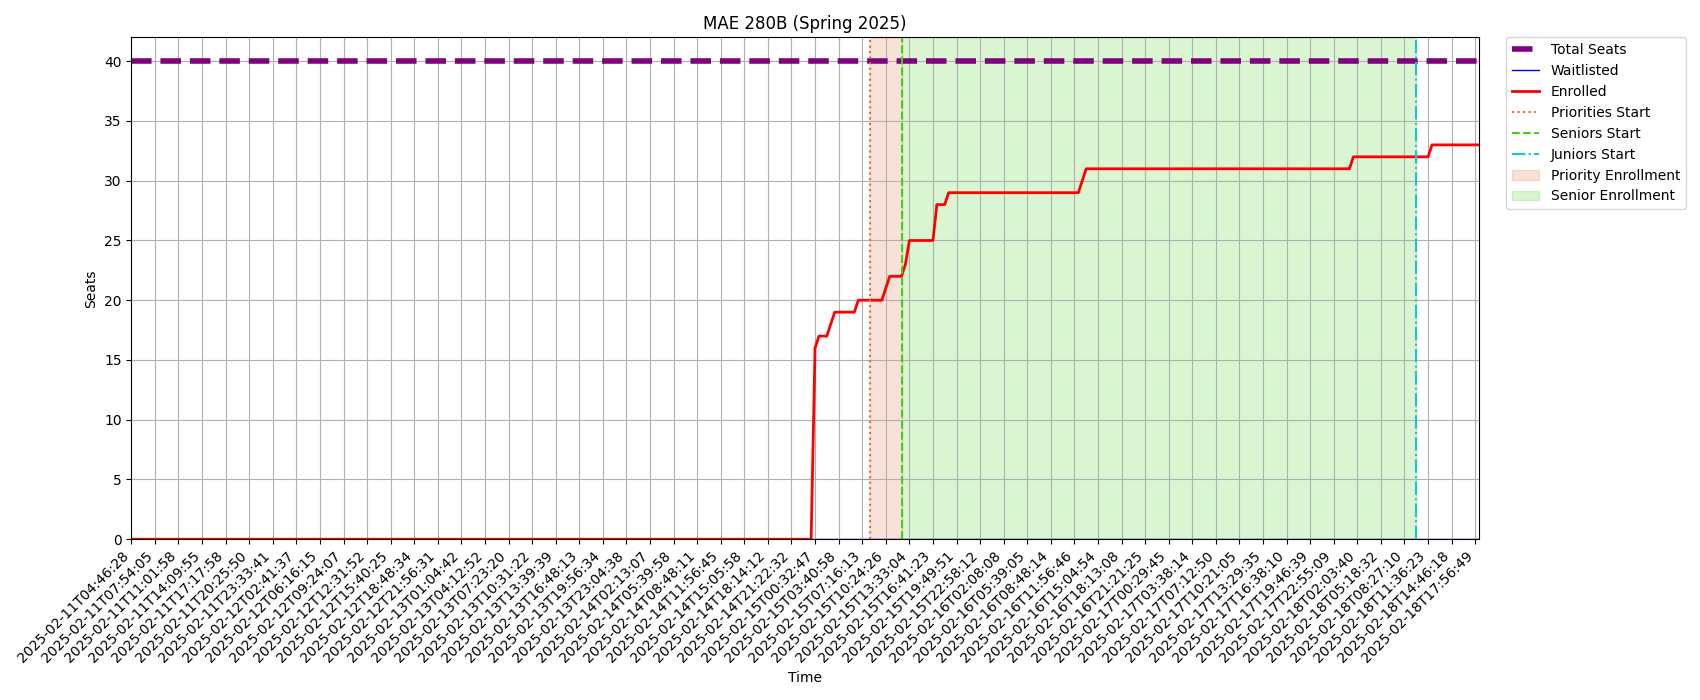 MAE 280B (Spring 2025)
Total Seats
Waitlisted
Enrolled
Priorities Start
Seniors Start
Juniors Start
Priority Enrollment
Senior Enrollment
Seats
40
35
30
25
20
15
10
5
0
2025-02-11T04:46:28
2025-02-11T07:54:05
2025-02-11T11:01:58
2025-02-11T14:09:55
2025-02-11T17:17:58
2025-02-11T20:25:50
2025-02-11T23:33:41
2025-02-12T02:41:37
2025-02-12T06:16:15
2025-02-12T09:24:07
2025-02-12T12:31:52
2025-02-12T15:40:25
2025-02-12T18:48:34
2025-02-12T21:56:31
2025-02-13T01:04:42
2025-02-13T04:12:52
2025-02-13T07:23:20
2025-02-13T10:31:22
2025-02-13T13:39:39
2025-02-13T16:48:13
2025-02-13T19:56:34
2025-02-13T23:04:38
2025-02-14T02:13:07
2025-02-14T05:39:58
2025-02-14T08:48:11
2025-02-14T11:56:45
2025-02-14T15:05:58
2025-02-14T18:14:12
2025-02-14T21:22:32
2025-02-15T00:32:47
2025-02-15T03:40:58
2025-02-15T07:16:13
2025-02-15T10:24:26
2025-02-15T13:33:04
2025-02-15T16:41:23
2025-02-15T19:49:51
2025-02-15T22:58:12
2025-02-16T02:08:08
2025-02-16T05:39:05
2025-02-16T08:48:14
2025-02-16T11:56:46
2025-02-16T15:04:54
2025-02-16T18:13:08
2025-02-16T21:21:25
2025-02-17T00:29:45
2025-02-17T03:38:14
2025-02-17T07:12:50
2025-02-17T10:21:05
2025-02-17T13:29:35
2025-02-17T16:38:10
2025-02-17T19:46:39
2025-02-17T22:55:09
2025-02-18T02:03:40
2025-02-18T05:18:32
2025-02-18T08:27:10
2025-02-18T11:36:23
2025-02-18T14:46:18
2025-02-18T17:56:49
Time